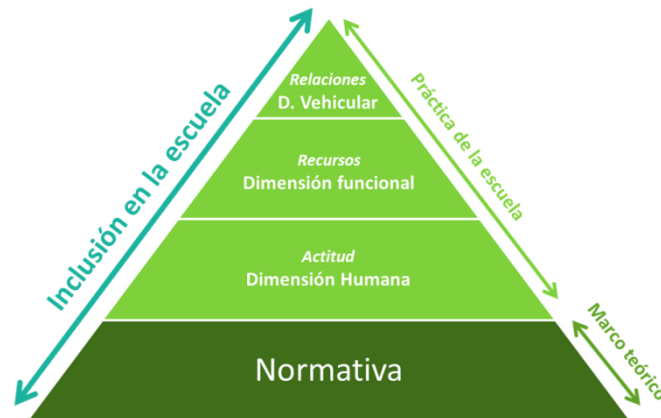 Relaciones
D. Vehicular
Recursos
Dimensión funcional
Actitud
Dimensión Humana
Normativa
Inclusión en la escuela
Práctica de la escuela
Marco teórico